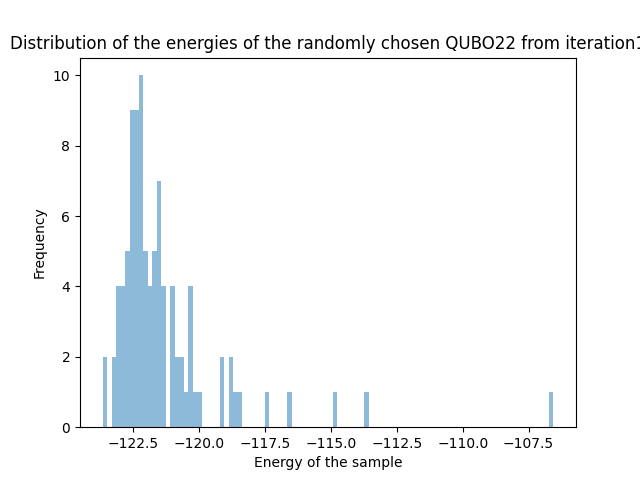 Distribution of the energies of the randomly chosen QUBO22 from iteration1
10
8
6
4
2
0
Frequency
−122.5 −120.0 −117.5 −115.0 −112.5 −110.0 −107.5
Energy of the sample